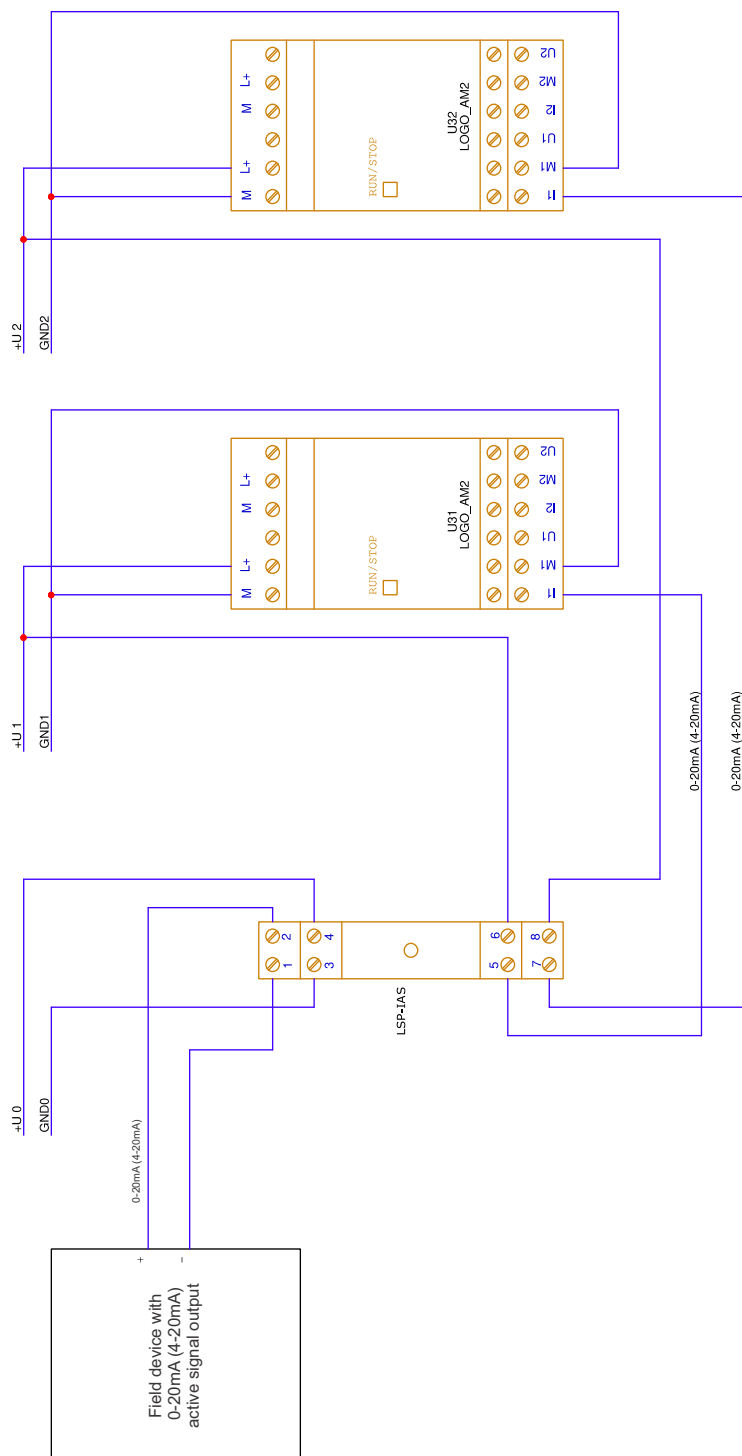 +U 0
GND0
+U 1
GND1
+U 2
GND2
Field device with
0-20mA (4-20mA)
active signal output
+
-
0-20mA (4-20mA)
LSP-IAS
1
2
3
4
5
6
7
8
M
L+
M
L+
RUN/STOP
U31
LOGO_AM2
I1
M1
U1
I2
M2
U2
M
L+
M
L+
RUN/STOP
U32
LOGO_AM2
I1
M1
U1
I2
M2
U2
0-20mA (4-20mA)
0-20mA (4-20mA)